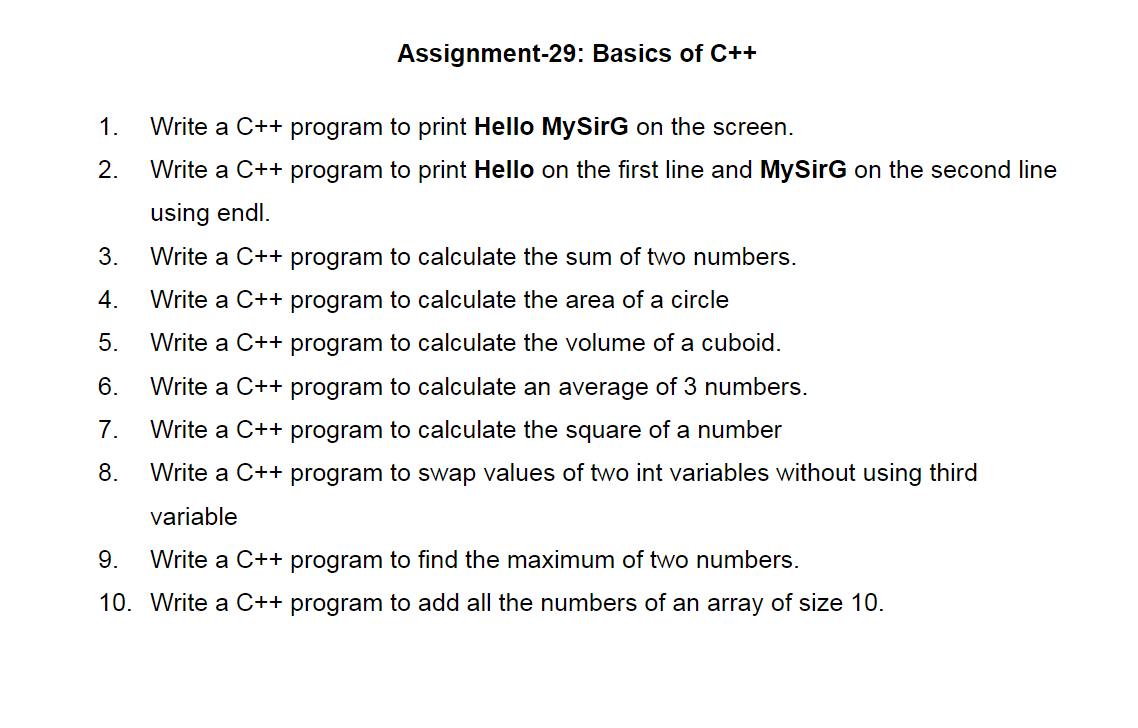 Assignment-29: Basics of C++
1. Write a C++ program to print Hello MySirG on the screen.
2. Write a C++ program to print Hello on the first line and MySirG on the second line
using endl.
3. Write a C++ program to calculate the sum of two numbers.
4. Write a C++ program to calculate the area of a circle
5. Write a C++ program to calculate the volume of a cuboid.
6. Write a C++ program to calculate an average of 3 numbers.
7. Write a C++ program to calculate the square of a number
8. Write a C++ program to swap values of two int variables without using third
variable
9. Write a C++ program to find the maximum of two numbers.
10. Write a C++ program to add all the numbers of an array of size 10.